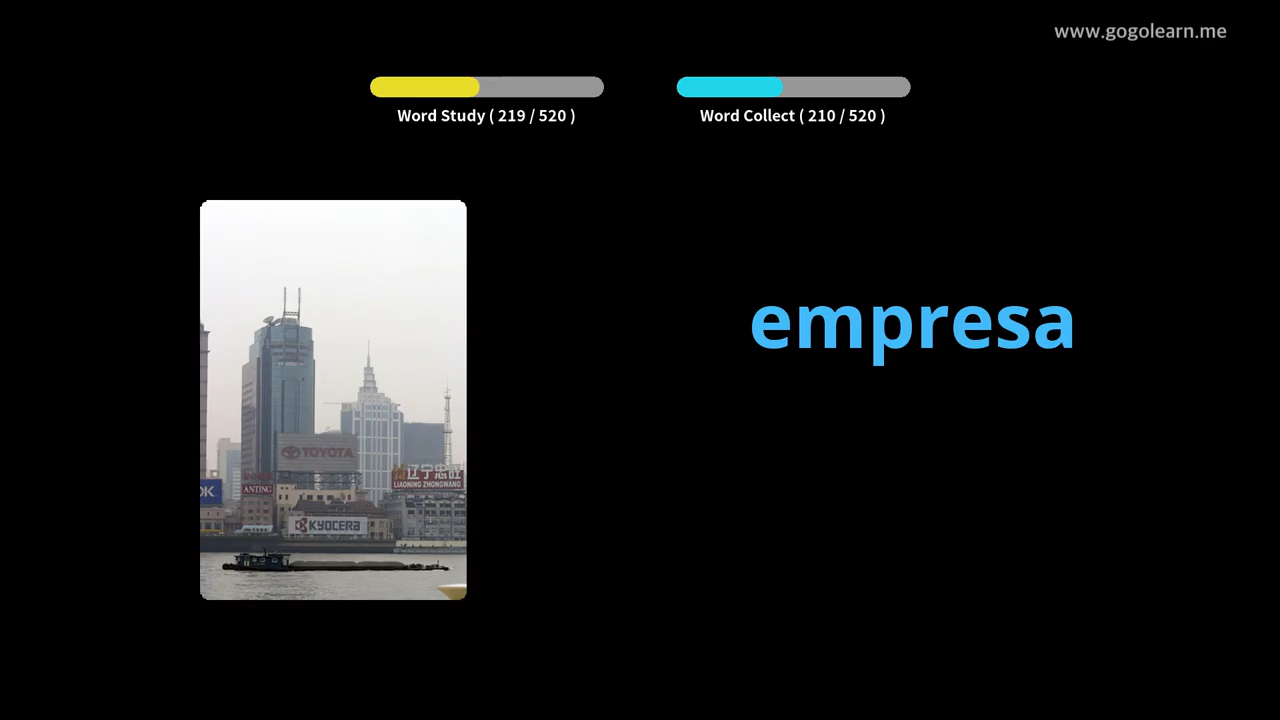 www.gogolearn.me
Word Study ( 219 / 520 )
Word Collect ( 210 / 520 )
empresa
TOYOTA
辽宁忠旺
LIAONING ZHONGWANG
OK
ANTING
KYOCERA